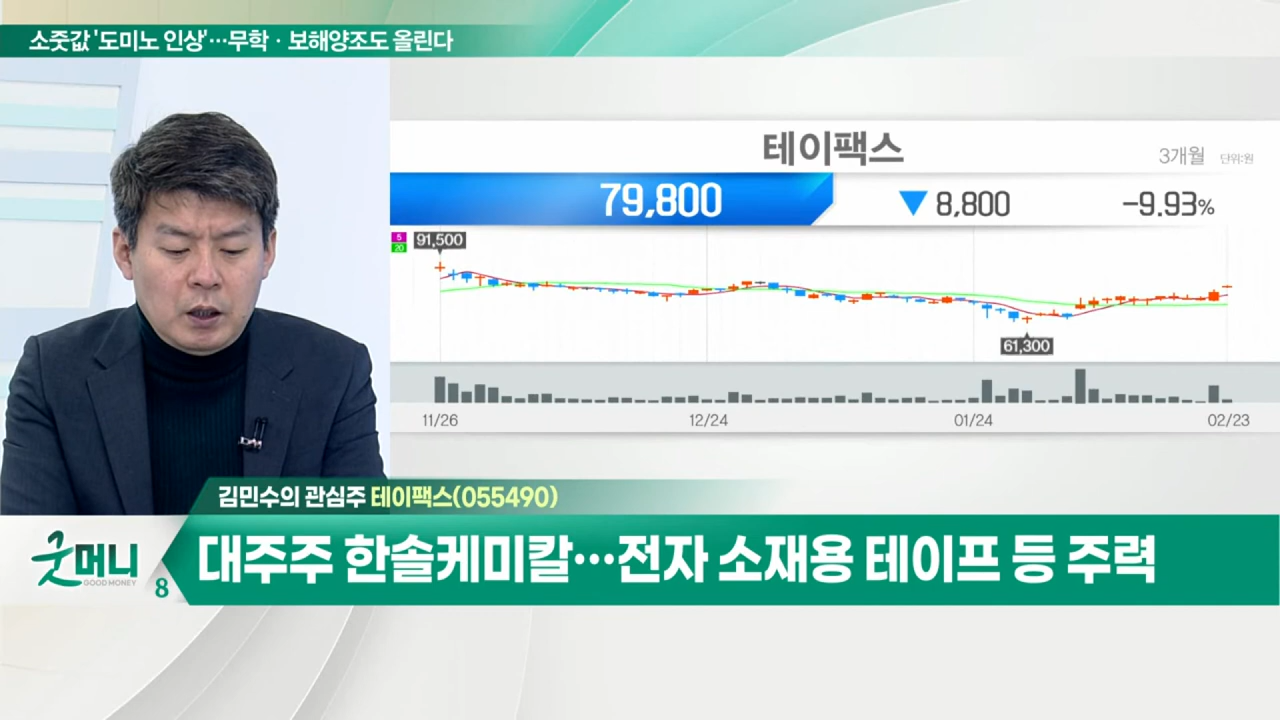 소줏값 '도미노 인상'…무학 · 보해양조도 올린다
테이팩스
3개월 단위:원
79,800 ▼ 8,800 -9.93%
5
20
91,500
61,300
11/26 12/24 01/24 02/23
김민수의 관심주 테이팩스(055490)
대주주 한솔케미칼…전자 소재용 테이프 등 주력
굿머니
GOOD MONEY
8